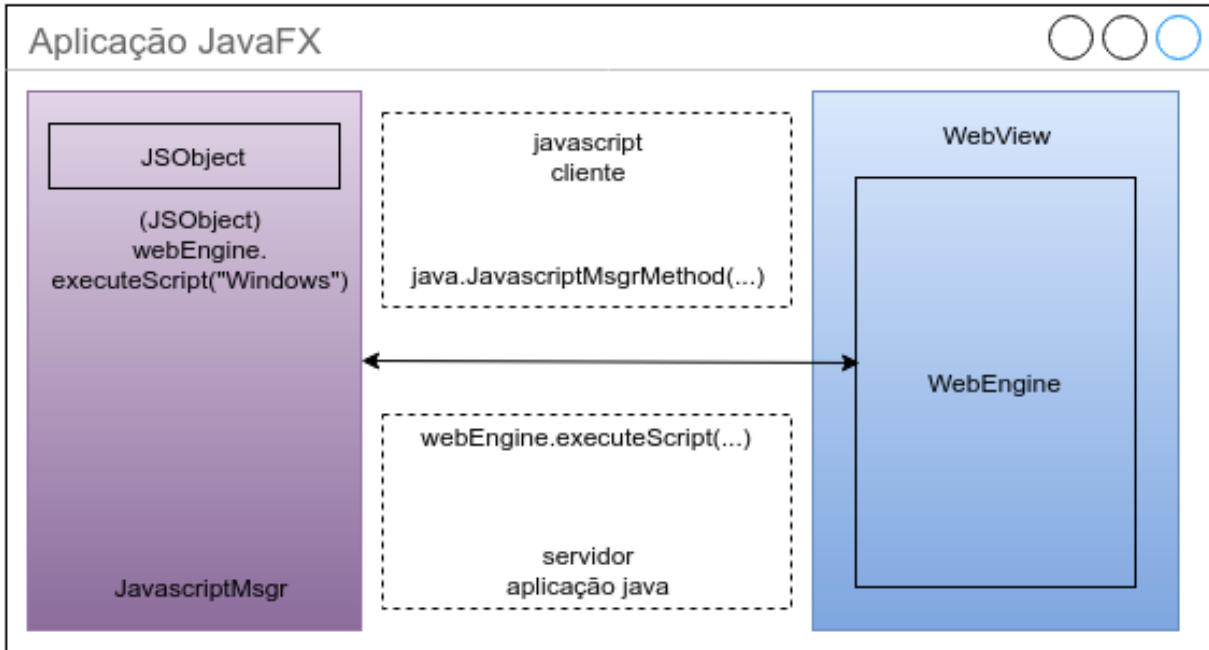 Aplicação JavaFX
JSObject
(JSObject)
webEngine.
executeScript("Windows")
JavascriptMsgr
javascript
cliente
java.JavascriptMsgrMethod(...)
webEngine.executeScript(...)
servidor
aplicação java
WebView
WebEngine